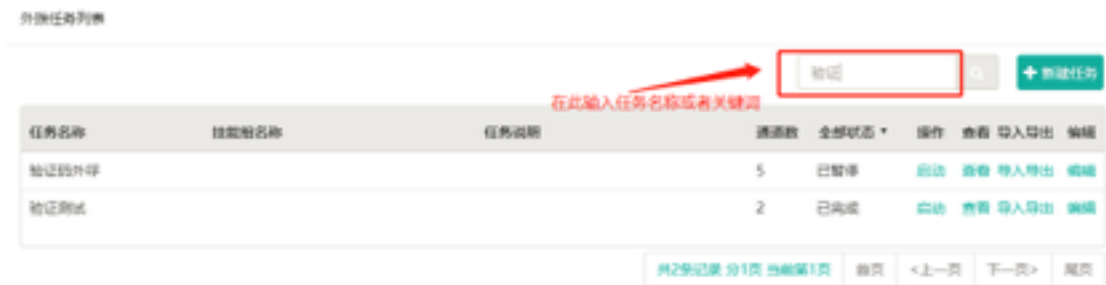 外呼任务列表
验证
+ 新建任务
在此输入任务名称或者关键词
任务名称 技能组名称 任务说明 通道数 全部状态 ▾ 操作 查看 导入导出 编辑
验证码外呼 5 已暂停 启动 查看 导入导出 编辑
验证测试 2 已完成 启动 查看 导入导出 编辑
共2条记录 分1页 当前第1页 首页 <上一页 下一页> 尾页